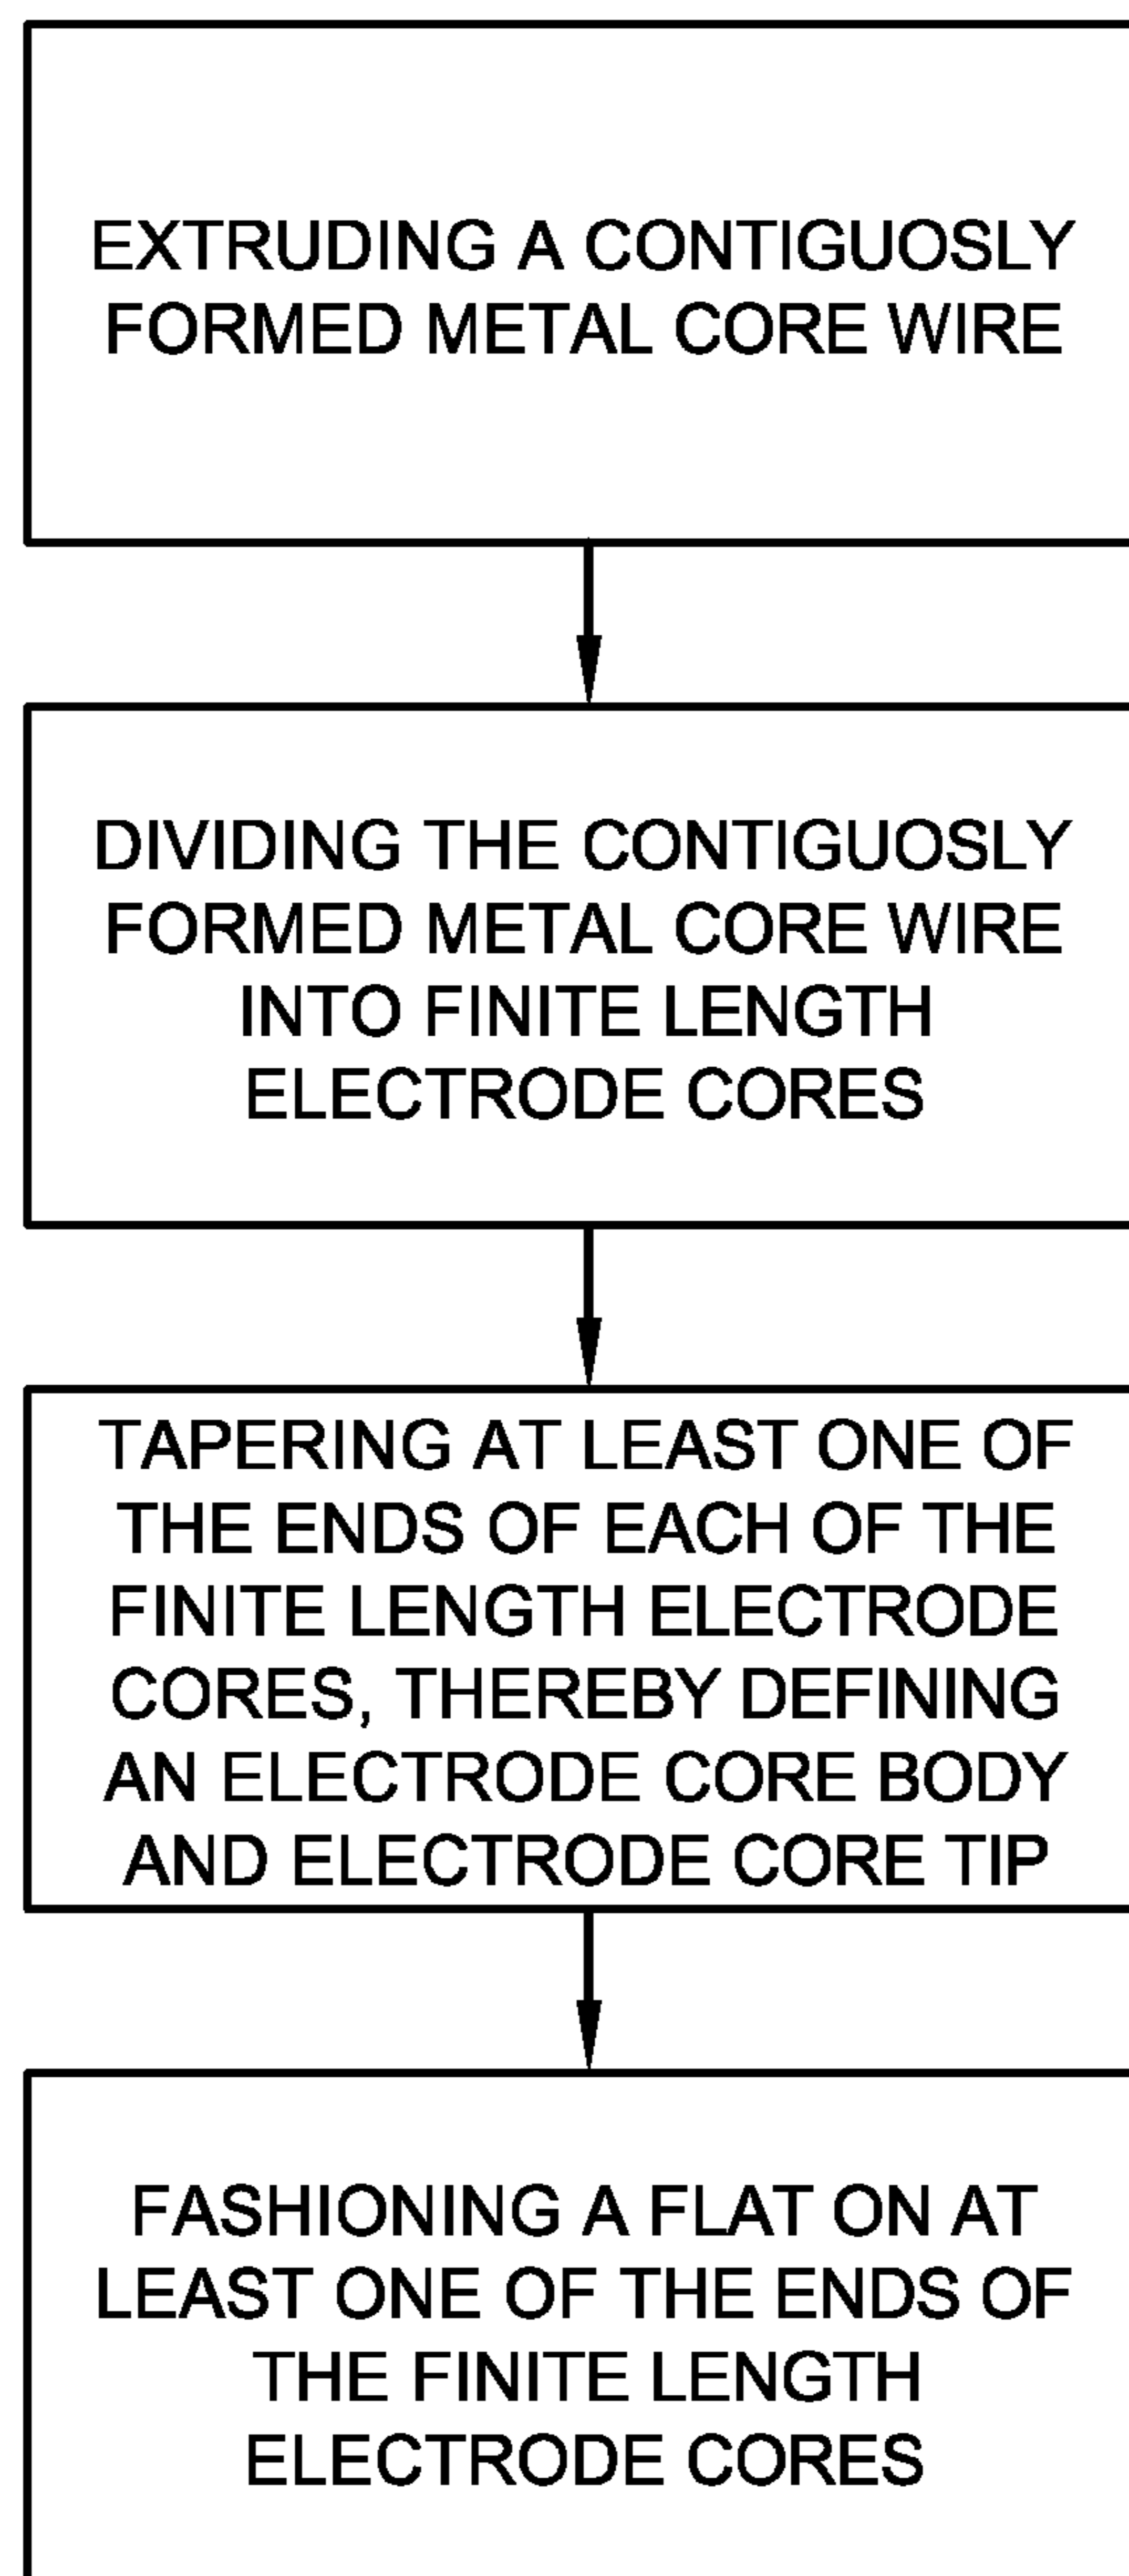 EXTRUDING A CONTIGUOSLY
FORMED METAL CORE WIRE
DIVIDING THE CONTIGUOSLY
FORMED METAL CORE WIRE
INTO FINITE LENGTH
ELECTRODE CORES
TAPERING AT LEAST ONE OF
THE ENDS OF EACH OF THE
FINITE LENGTH ELECTRODE
CORES, THEREBY DEFINING
AN ELECTRODE CORE BODY
AND ELECTRODE CORE TIP
FASHIONING A FLAT ON AT
LEAST ONE OF THE ENDS OF
THE FINITE LENGTH
ELECTRODE CORES